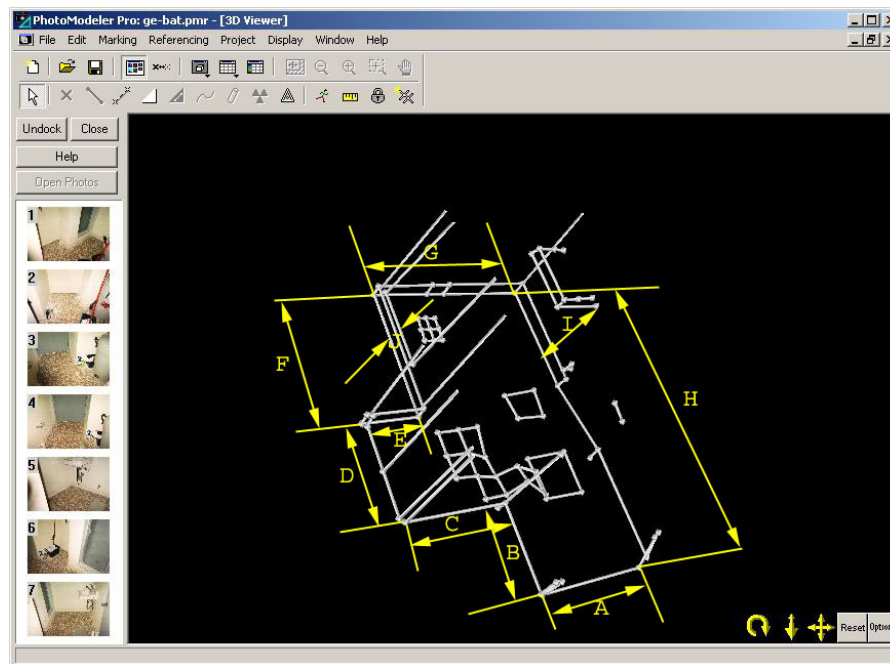 PhotoModeler Pro: ge-bat.pmr - [3D Viewer]
File Edit Marking Referencing Project Display Window Help
Undock Close
Help
Open Photos
1
2
3
4
5
6
7
G
I
J
F
H
E
D
C
B
A
Reset Option